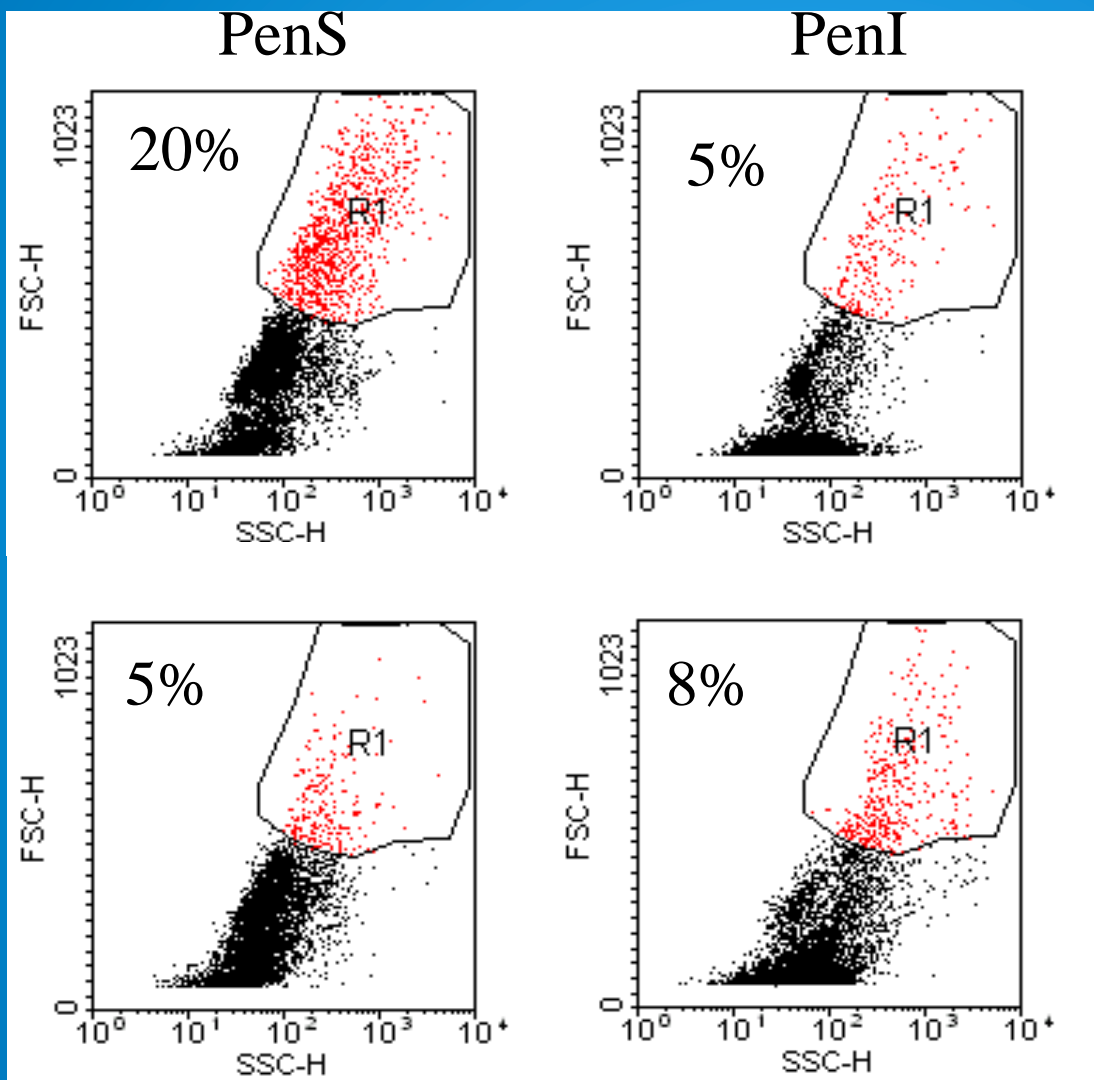 PenS
PenI
1023
20%
R1
FSC-H
0
10⁰ 10¹ 10² 10³ 10⁴
SSC-H
1023
5%
R1
FSC-H
0
10⁰ 10¹ 10² 10³ 10⁴
SSC-H
1023
5%
R1
FSC-H
0
10⁰ 10¹ 10² 10³ 10⁴
SSC-H
1023
8%
R1
FSC-H
0
10⁰ 10¹ 10² 10³ 10⁴
SSC-H